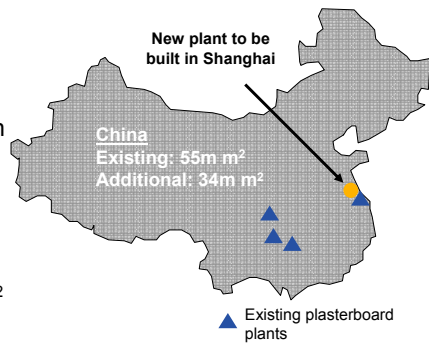 New plant to be
built in Shanghai
China
Existing: 55m m²
Additional: 34m m²
Existing plasterboard
plants